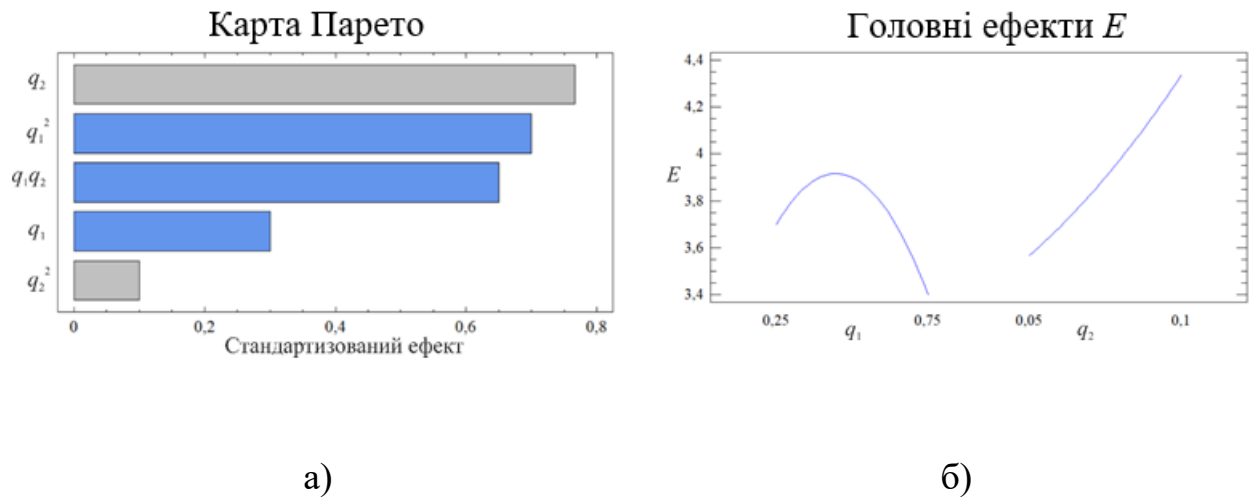 Карта Парето
q₂
q₁²
q₁q₂
q₁
q₂²
0 0,2 0,4 0,6 0,8
Стандартизований ефект
а)
Головні ефекти E
4,4
4,2
4
3,8
3,6
3,4
E
0,25 0,75 0,05 0,1
q₁ q₂
б)